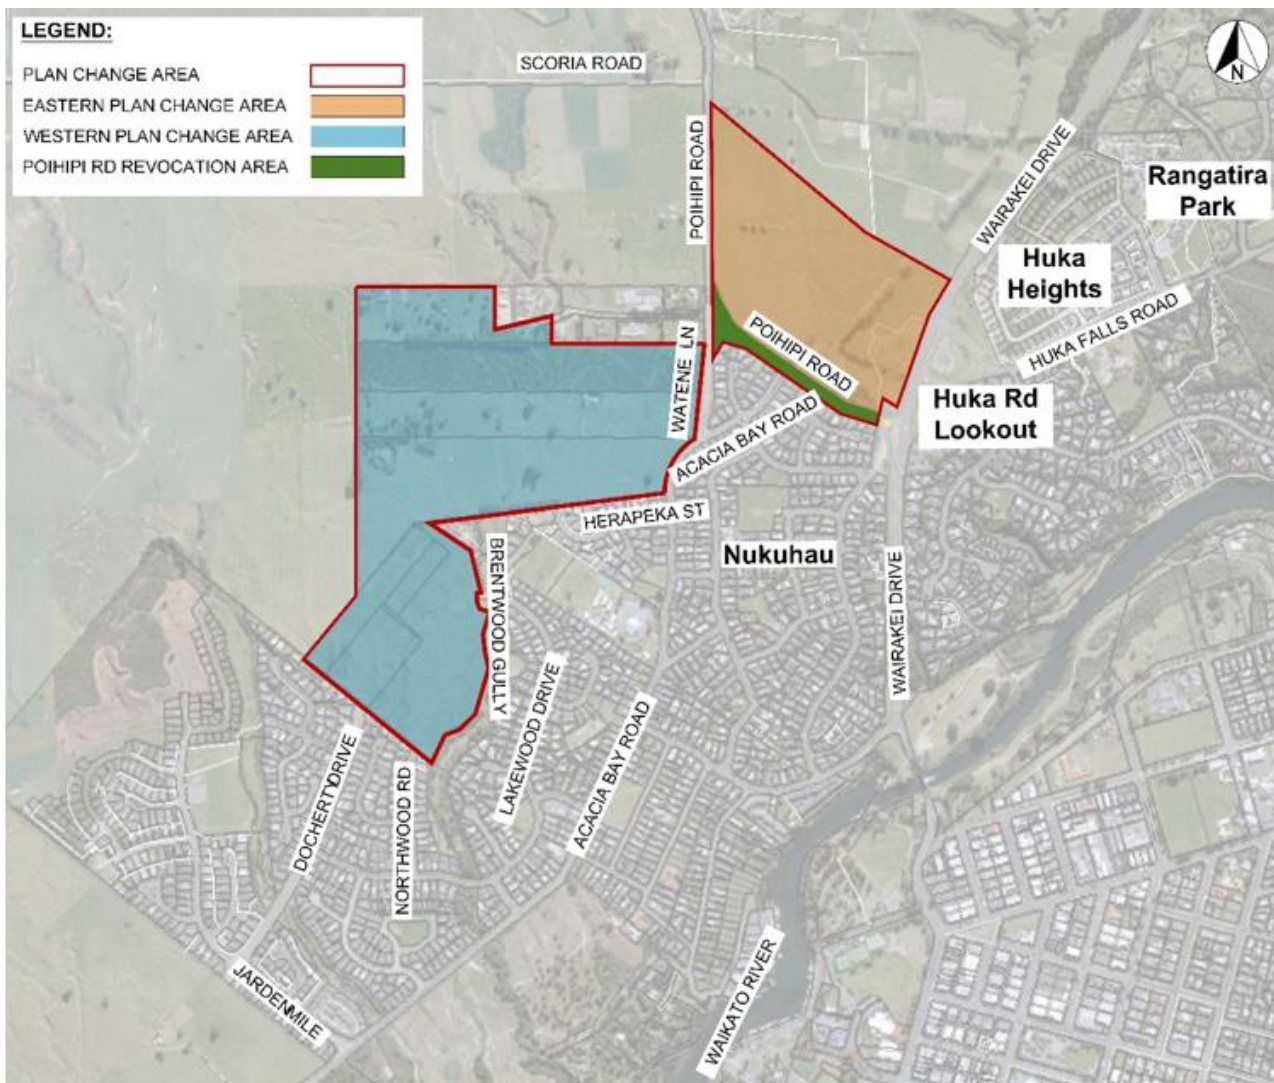 LEGEND:
PLAN CHANGE AREA
EASTERN PLAN CHANGE AREA
WESTERN PLAN CHANGE AREA
POIHIPI RD REVOCATION AREA
SCORIA ROAD
N
POIHIPI ROAD
WAIRAKEI DRIVE
Rangatira
Park
Huka
Heights
HUKA FALLS ROAD
POIHIPI ROAD
WATENE LN
ACACIA BAY ROAD
Huka Rd
Lookout
HERAPEKA ST
Nukuhau
BRENTWOOD GULLY
WAIRAKEI DRIVE
LAKEWOOD DRIVE
ACACIA BAY ROAD
DOCHERTY DRIVE
NORTHWOOD RD
JARDEN MILE
WAIKATO RIVER